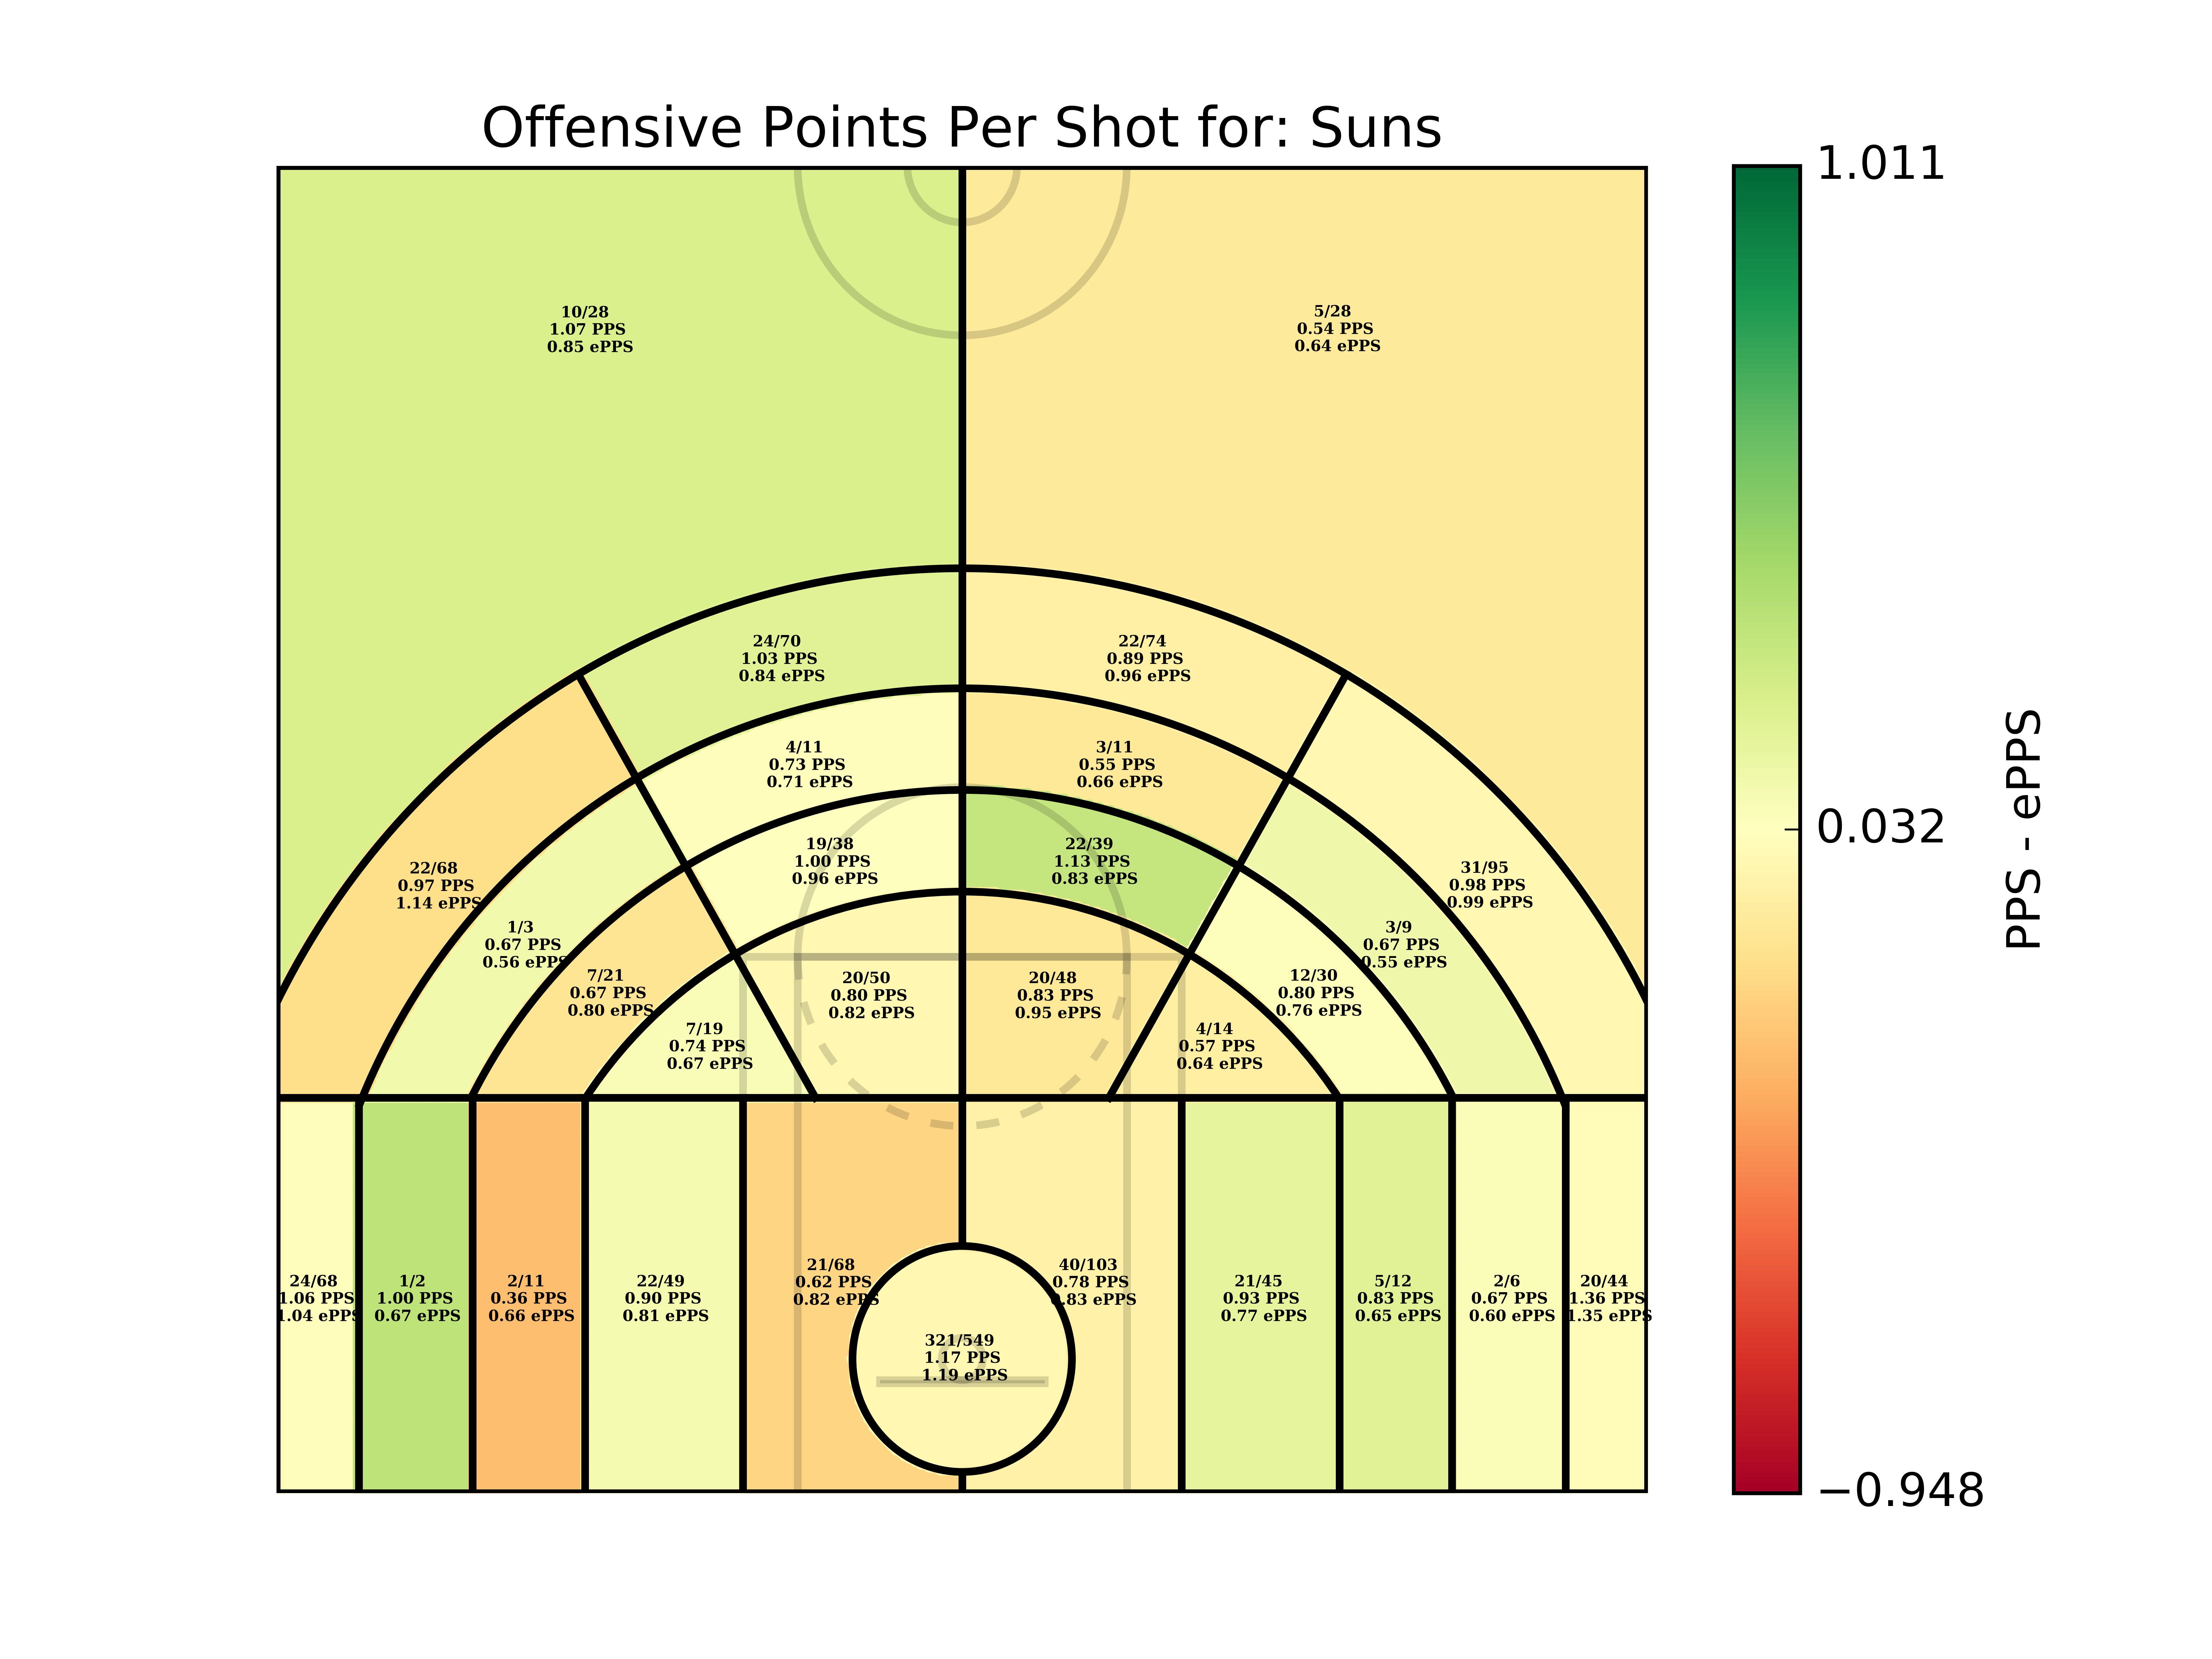 Offensive Points Per Shot for: Suns
1.011
10/28
1.07 PPS
0.85 ePPS
5/28
0.54 PPS
0.64 ePPS
24/70
1.03 PPS
0.84 ePPS
22/74
0.89 PPS
0.96 ePPS
4/11
0.73 PPS
0.71 ePPS
3/11
0.55 PPS
0.66 ePPS
0.032
PPS - ePPS
22/68
0.97 PPS
1.14 ePPS
19/38
1.00 PPS
0.96 ePPS
22/39
1.13 PPS
0.83 ePPS
31/95
0.98 PPS
0.99 ePPS
1/3
0.67 PPS
0.56 ePPS
3/9
0.67 PPS
0.55 ePPS
7/21
0.67 PPS
0.80 ePPS
20/50
0.80 PPS
0.82 ePPS
20/48
0.83 PPS
0.95 ePPS
12/30
0.80 PPS
0.76 ePPS
7/19
0.74 PPS
0.67 ePPS
4/14
0.57 PPS
0.64 ePPS
24/68
1.06 PPS
1.04 ePPS
1/2
1.00 PPS
0.67 ePPS
2/11
0.36 PPS
0.66 ePPS
22/49
0.90 PPS
0.81 ePPS
21/68
0.62 PPS
0.82 ePPS
40/103
0.78 PPS
0.83 ePPS
21/45
0.93 PPS
0.77 ePPS
5/12
0.83 PPS
0.65 ePPS
2/6
0.67 PPS
0.60 ePPS
20/44
1.36 PPS
1.35 ePPS
321/549
1.17 PPS
1.19 ePPS
−0.948